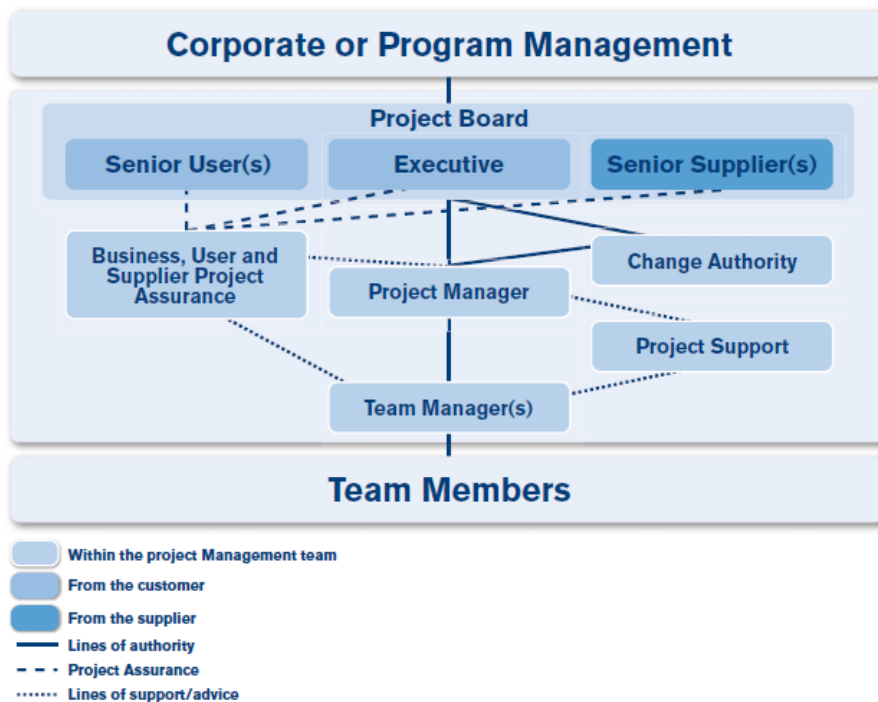 Corporate or Program Management
Project Board
Senior User(s)
Executive
Senior Supplier(s)
Business, User and
Supplier Project
Assurance
Change Authority
Project Manager
Project Support
Team Manager(s)
Team Members
Within the project Management team
From the customer
From the supplier
Lines of authority
Project Assurance
Lines of support/advice